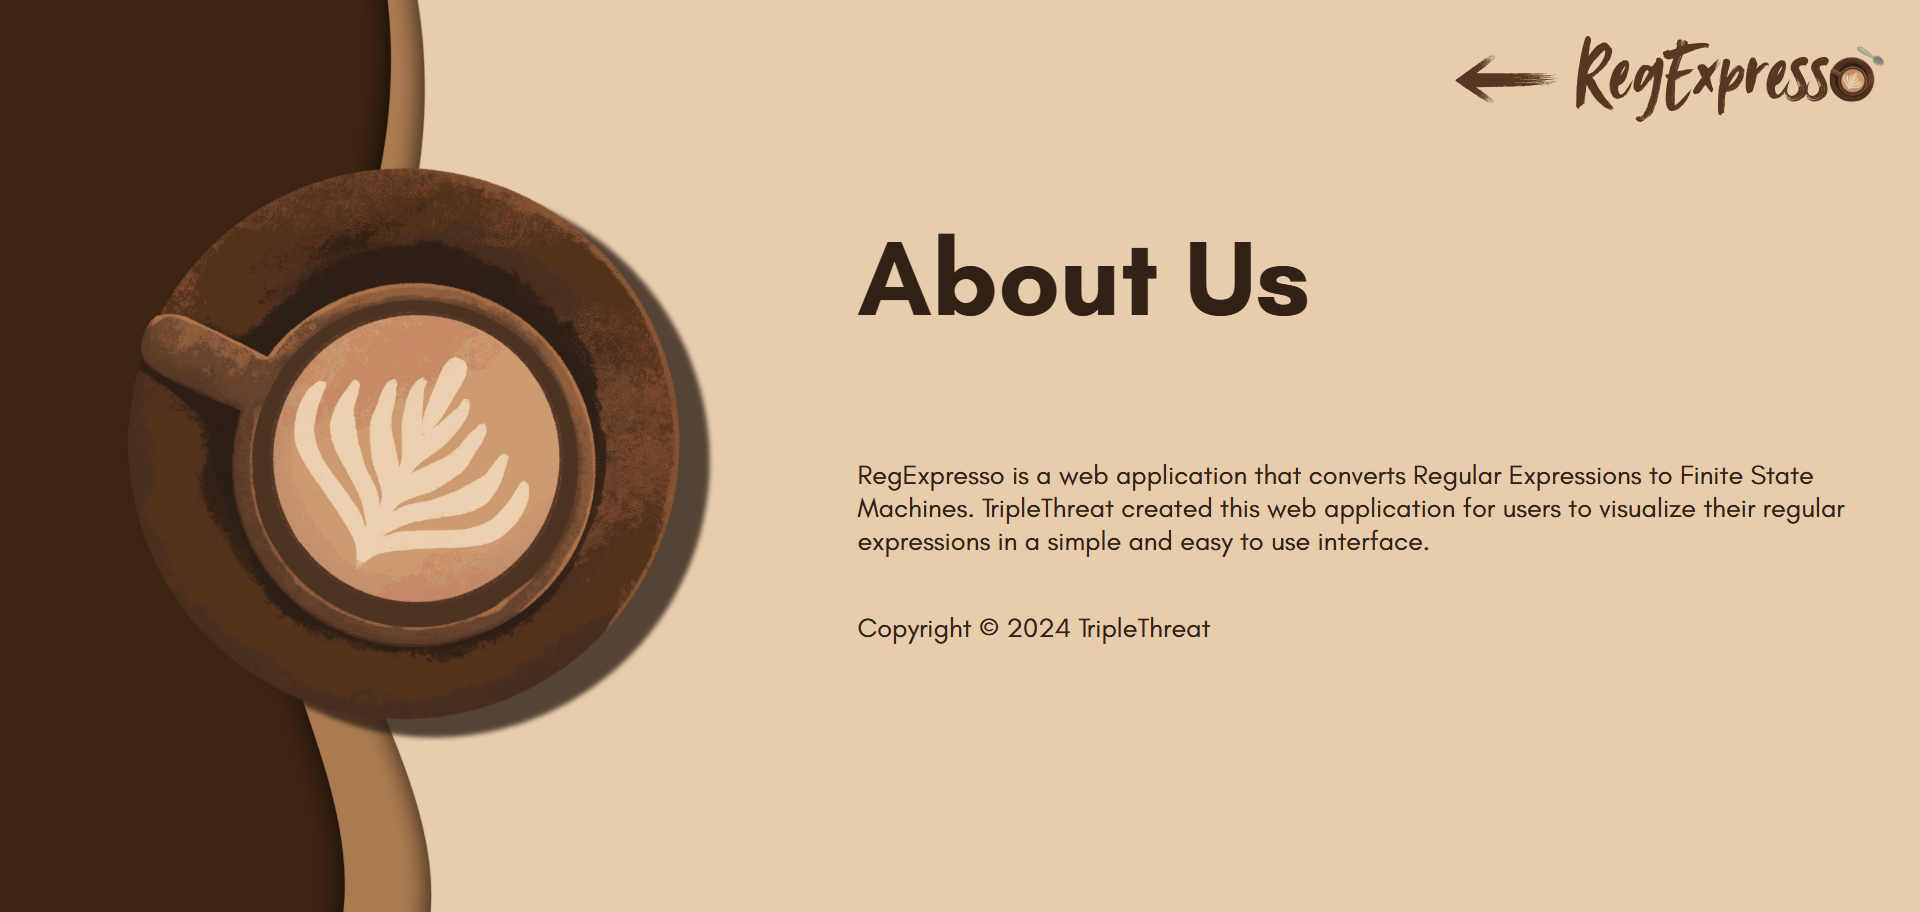 RegExpresso
About Us
RegExpresso is a web application that converts Regular Expressions to Finite State
Machines. TripleThreat created this web application for users to visualize their regular
expressions in a simple and easy to use interface.
Copyright © 2024 TripleThreat